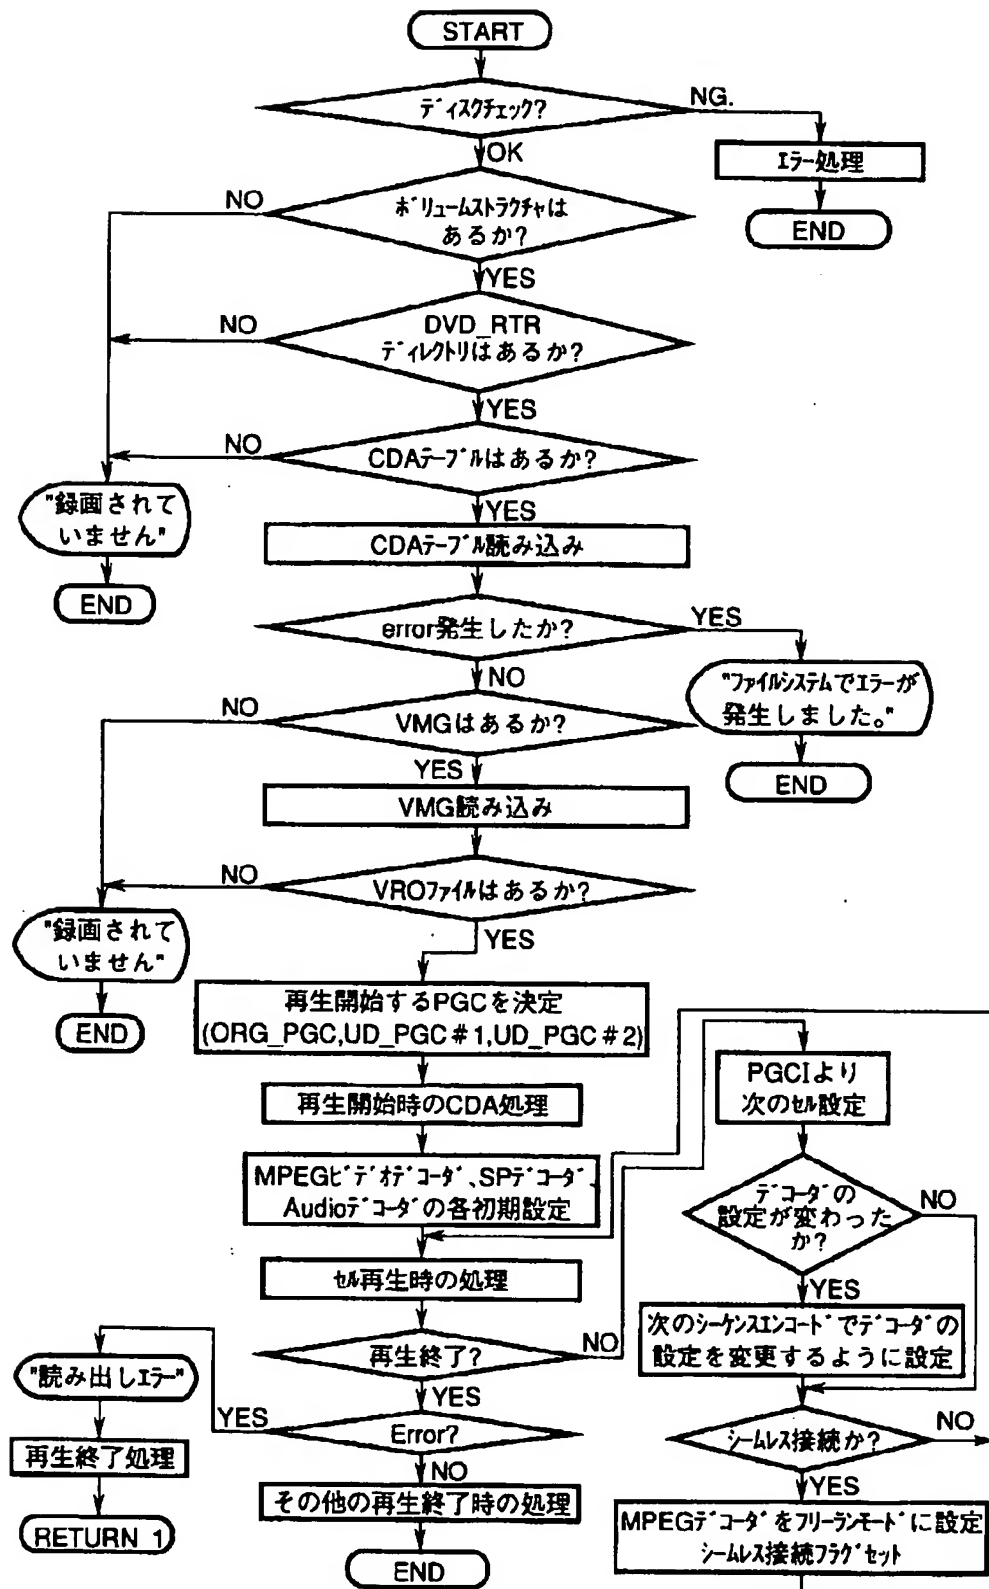 START
ディスクチェック?
NG.
OK
エラー処理
END
ボリュームストラクチャは
あるか?
NO
YES
DVD_RTR
ディレクトリはあるか?
NO
YES
CDAテーブルはあるか?
NO
YES
"録画されて
いません"
END
CDAテーブル読み込み
error発生したか?
YES
NO
"ファイルシステムでエラーが
発生しました。"
END
VMGはあるか?
NO
YES
VMG読み込み
VROファイルはあるか?
NO
YES
"録画されて
いません"
END
再生開始するPGCを決定
(ORG_PGC,UD_PGC#1,UD_PGC#2)
再生開始時のCDA処理
MPEGビデオデコーダ、SPデコーダ、
Audioデコーダの各初期設定
セル再生時の処理
再生終了?
NO
YES
Error?
YES
NO
"読み出しエラー"
再生終了処理
RETURN 1
その他の再生終了時の処理
END
PGCIより
次のセル設定
デコーダの
設定が変わった
か?
NO
YES
次のシーケンスエンコードでデコーダの
設定を変更するように設定
シームレス接続か?
NO
YES
MPEGデコーダをフリーランモードに設定
シームレス接続フラグセット